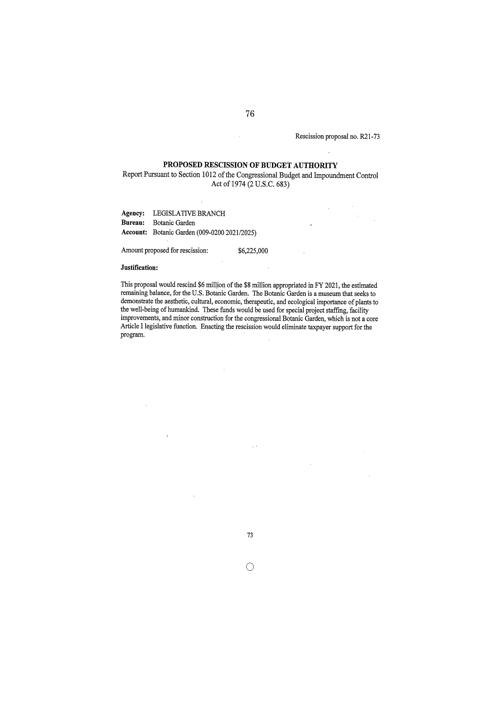 76
Rescission proposal no. R21-73
PROPOSED RESCISSION OF BUDGET AUTHORITY
Report Pursuant to Section 1012 of the Congressional Budget and Impoundment Control
Act of 1974 (2 U.S.C. 683)
Agency: LEGISLATIVE BRANCH
Bureau: Botanic Garden
Account: Botanic Garden (009-0200 2021/2025)
Amount proposed for rescission: $6,225,000
Justification:
This proposal would rescind $6 million of the $8 million appropriated in FY 2021, the estimated
remaining balance, for the U.S. Botanic Garden. The Botanic Garden is a museum that seeks to
demonstrate the aesthetic, cultural, economic, therapeutic, and ecological importance of plants to
the well-being of humankind. These funds would be used for special project staffing, facility
improvements, and minor construction for the congressional Botanic Garden, which is not a core
Article I legislative function. Enacting the rescission would eliminate taxpayer support for the
program.
73